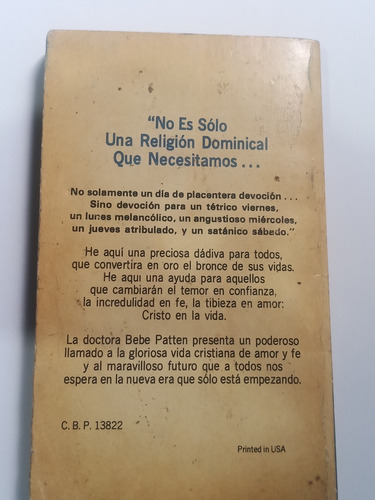 "No Es Sólo
Una Religión Dominical
Que Necesitamos...
No solamente un día de placentera devoción...
Sino devoción para un tétrico viernes,
un lunes melancólico, un angustioso miércoles,
un jueves atribulado, y un satánico sábado."
He aquí una preciosa dádiva para todos,
que convertira en oro el bronce de sus vidas.
He aqui una ayuda para aquellos
que cambiarán el temor en confianza,
la incredulidad en fe, la tibieza en amor:
Cristo en la vida.
La doctora Bebe Patten presenta un poderoso
llamado a la gloriosa vida cristiana de amor y fe
y al maravilloso futuro que a todos nos
espera en la nueva era que sólo está empezando.
C. B. P. 13822
Printed in USA